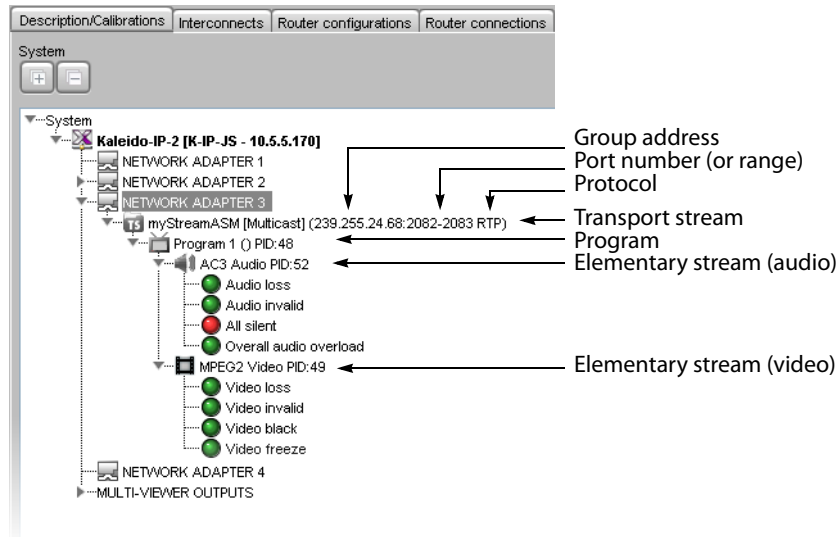 Description/Calibrations Interconnects Router configurations Router connections
System
System
Kaleido-IP-2 [K-IP-JS - 10.5.5.170]
NETWORK ADAPTER 1
NETWORK ADAPTER 2
NETWORK ADAPTER 3
TS myStreamASM [Multicast] (239.255.24.68:2082-2083 RTP)
Program 1 () PID:48
AC3 Audio PID:52
Audio loss
Audio invalid
All silent
Overall audio overload
MPEG2 Video PID:49
Video loss
Video invalid
Video black
Video freeze
NETWORK ADAPTER 4
MULTI-VIEWER OUTPUTS
Group address
Port number (or range)
Protocol
Transport stream
Program
Elementary stream (audio)
Elementary stream (video)